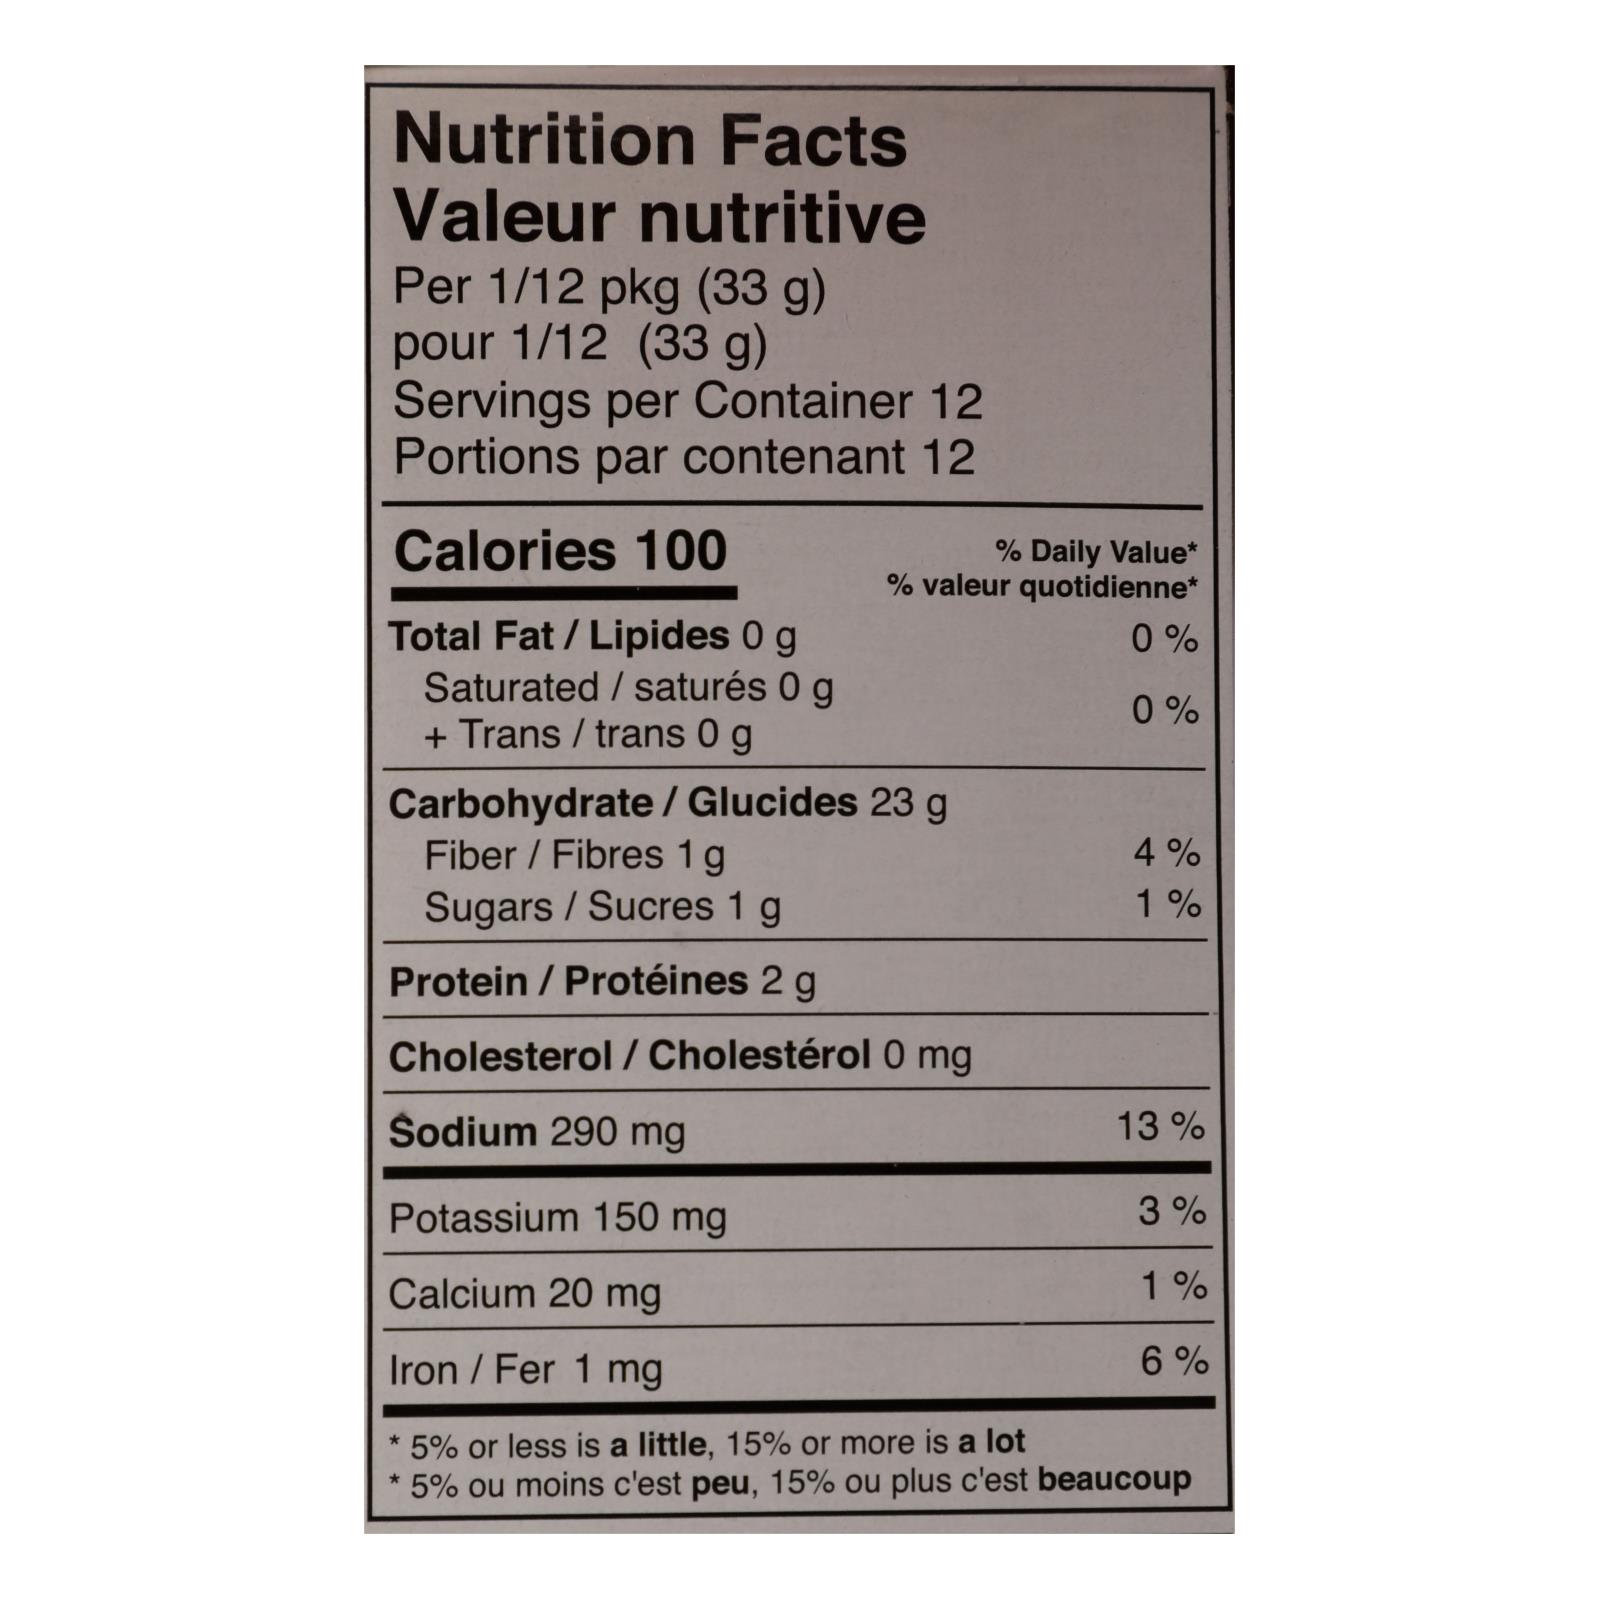 Nutrition Facts
Valeur nutritive
Per 1/12 pkg (33 g)
pour 1/12 (33 g)
Servings per Container 12
Portions par contenant 12
Calories 100
% Daily Value*
% valeur quotidienne*
Total Fat / Lipides 0 g 0 %
Saturated / saturés 0 g
+ Trans / trans 0 g 0 %
Carbohydrate / Glucides 23 g
Fiber / Fibres 1 g 4 %
Sugars / Sucres 1 g 1 %
Protein / Protéines 2 g
Cholesterol / Cholestérol 0 mg
Sodium 290 mg 13 %
Potassium 150 mg 3 %
Calcium 20 mg 1 %
Iron / Fer 1 mg 6 %
* 5% or less is a little, 15% or more is a lot
* 5% ou moins c'est peu, 15% ou plus c'est beaucoup